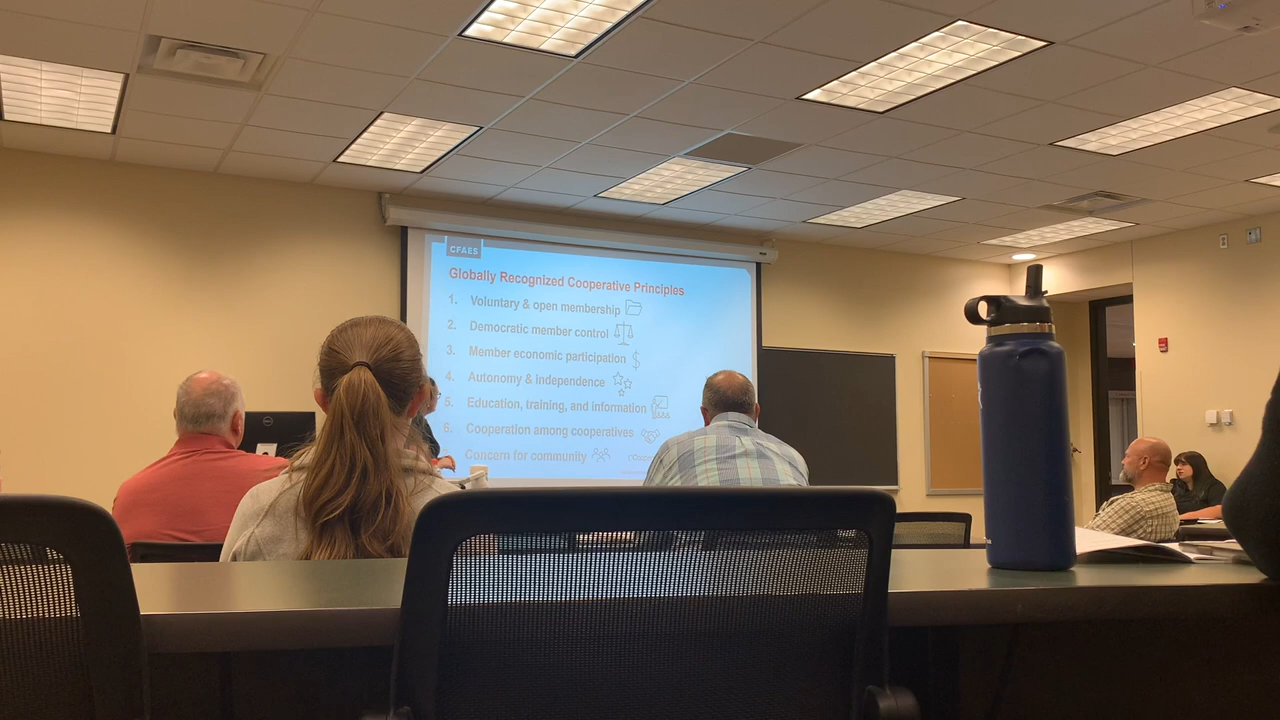 CFAES
Globally Recognized Cooperative Principles
1. Voluntary & open membership
2. Democratic member control
3. Member economic participation
4. Autonomy & independence
5. Education, training, and information
6. Cooperation among cooperatives
Concern for community
DELL